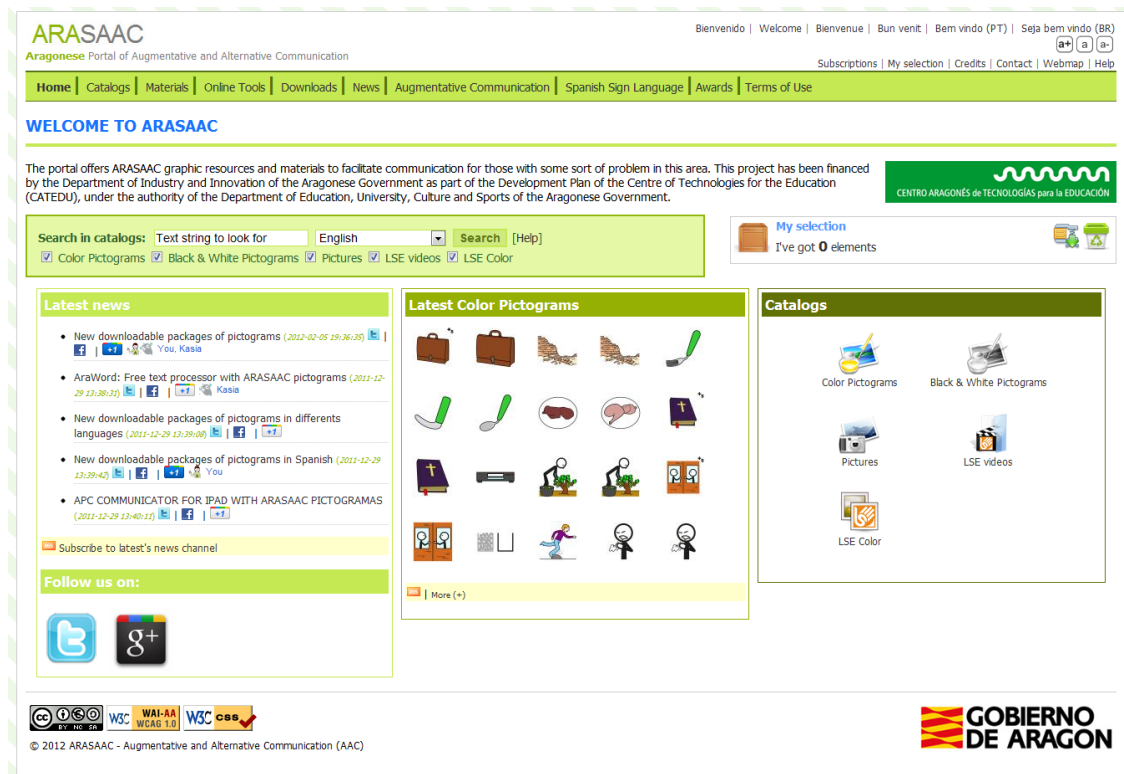 ARASAAC
Aragonese Portal of Augmentative and Alternative Communication
Bienvenido | Welcome | Bienvenue | Bun venit | Bem vindo (PT) | Seja bem vindo (BR)
a+ a a-
Subscriptions | My selection | Credits | Contact | Webmap | Help
Home | Catalogs | Materials | Online Tools | Downloads | News | Augmentative Communication | Spanish Sign Language | Awards | Terms of Use
WELCOME TO ARASAAC
The portal offers ARASAAC graphic resources and materials to facilitate communication for those with some sort of problem in this area. This project has been financed
by the Department of Industry and Innovation of the Aragonese Government as part of the Development Plan of the Centre of Technologies for the Education
(CATEDU), under the authority of the Department of Education, University, Culture and Sports of the Aragonese Government.
CENTRO ARAGONÉS de TECNOLOGÍAS para la EDUCACIÓN
Search in catalogs: Text string to look for English Search [Help]
Color Pictograms Black & White Pictograms Pictures LSE videos LSE Color
My selection
I've got 0 elements
Latest news
New downloadable packages of pictograms (2012-02-05 19:36:35) |
| +1 You, Kasia
AraWord: Free text processor with ARASAAC pictograms (2011-12-
29 13:38:31) | | +1 Kasia
New downloadable packages of pictograms in differents
languages (2011-12-29 13:39:08) | | +1
New downloadable packages of pictograms in Spanish (2011-12-29
13:39:42) | | +1 You
APC COMMUNICATOR FOR IPAD WITH ARASAAC PICTOGRAMAS
(2011-12-29 13:40:11) | | +1
Subscribe to latest's news channel
Follow us on:
g+
Latest Color Pictograms
| More (+)
Catalogs
Color Pictograms
Black & White Pictograms
Pictures
LSE videos
LSE Color
cc BY NC SA
W3C WAI-AA WCAG 1.0
W3C css
© 2012 ARASAAC - Augmentative and Alternative Communication (AAC)
GOBIERNO
DE ARAGON